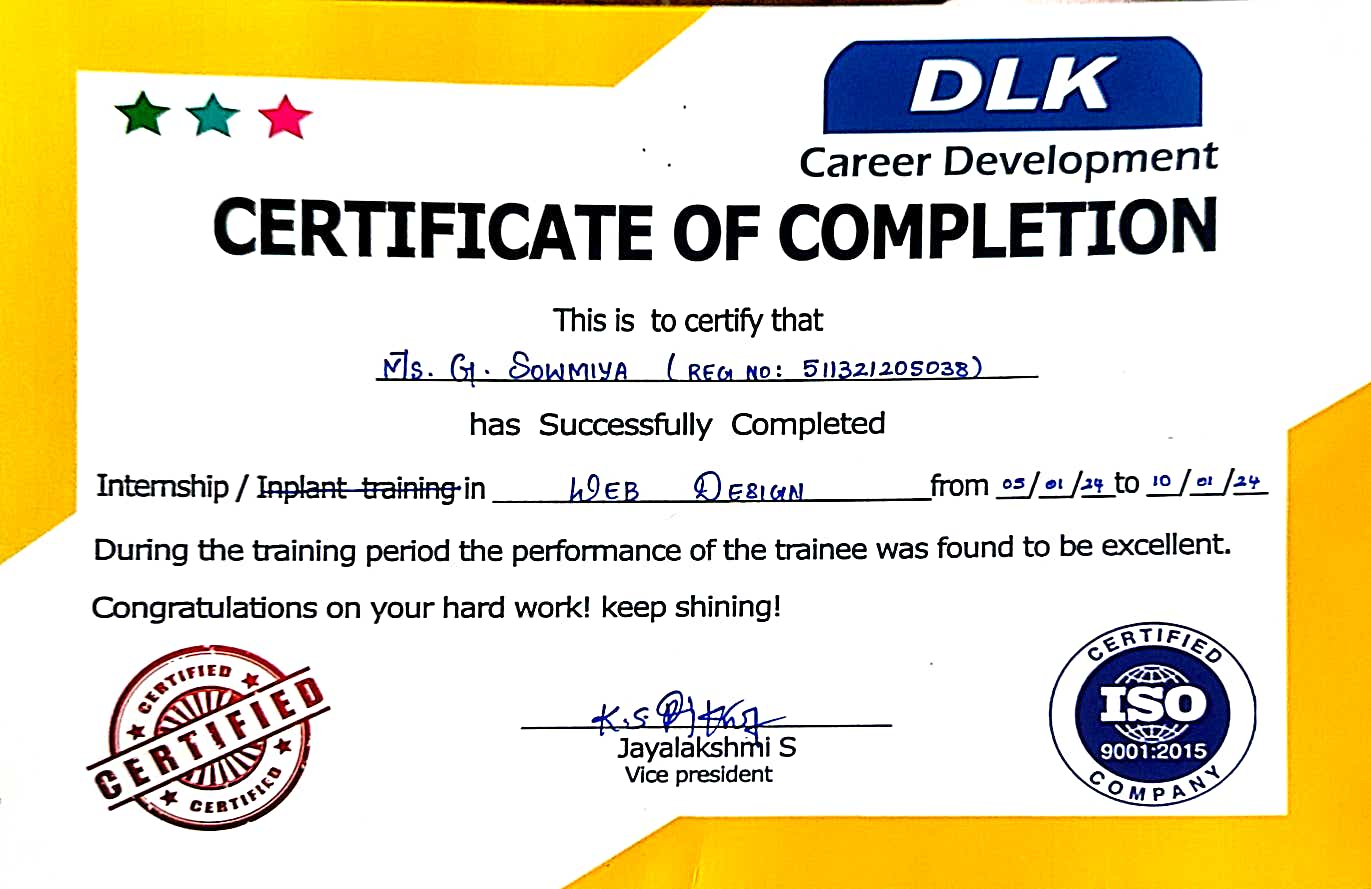 DLK
Career Development
CERTIFICATE OF COMPLETION
This is to certify that
Ms. G. SOWMIYA (REG NO: 511321205038)
has Successfully Completed
Internship / Inplant training in WEB DESIGN from 05/01/24 to 10/01/24
During the training period the performance of the trainee was found to be excellent.
Congratulations on your hard work! keep shining!
CERTIFIED
CERTIFIED
CERTIFIED
K.S
Jayalakshmi S
Vice president
CERTIFIED
ISO
9001:2015
COMPANY